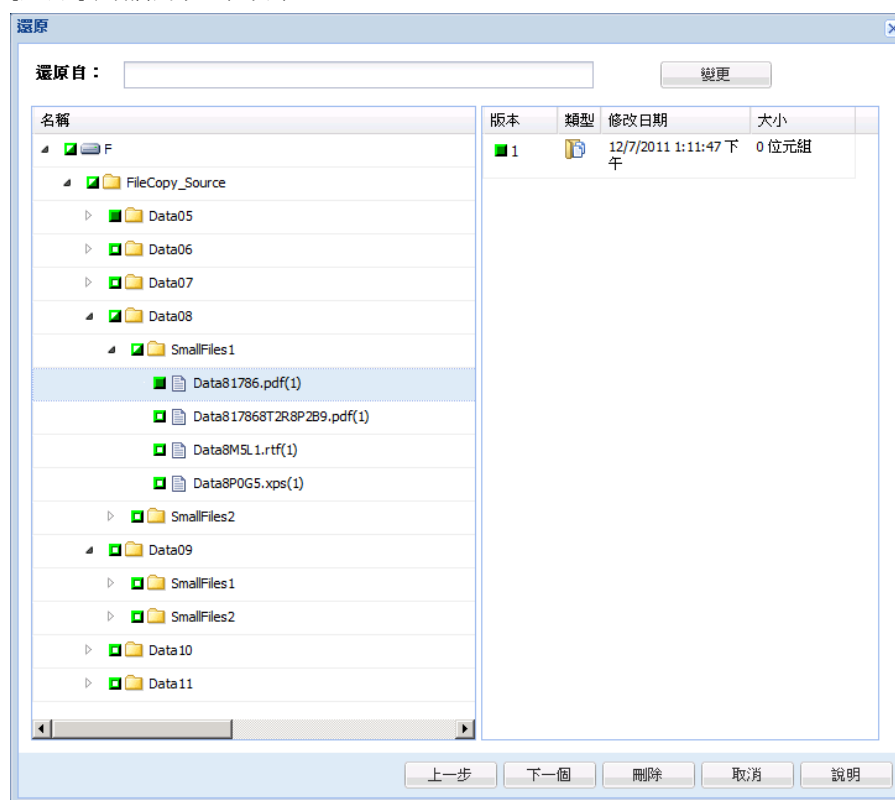 還原
還原自：
變更
名稱
版本 類型 修改日期 大小
F
FileCopy_Source
Data05
Data06
Data07
Data08
SmallFiles1
Data81786.pdf(1)
Data817868T2R8P2B9.pdf(1)
Data8M5L1.rtf(1)
Data8P0G5.xps(1)
SmallFiles2
Data09
SmallFiles1
SmallFiles2
Data10
Data11
1 12/7/2011 1:11:47 下 0 位元組
午
上一步 下一個 刪除 取消 說明